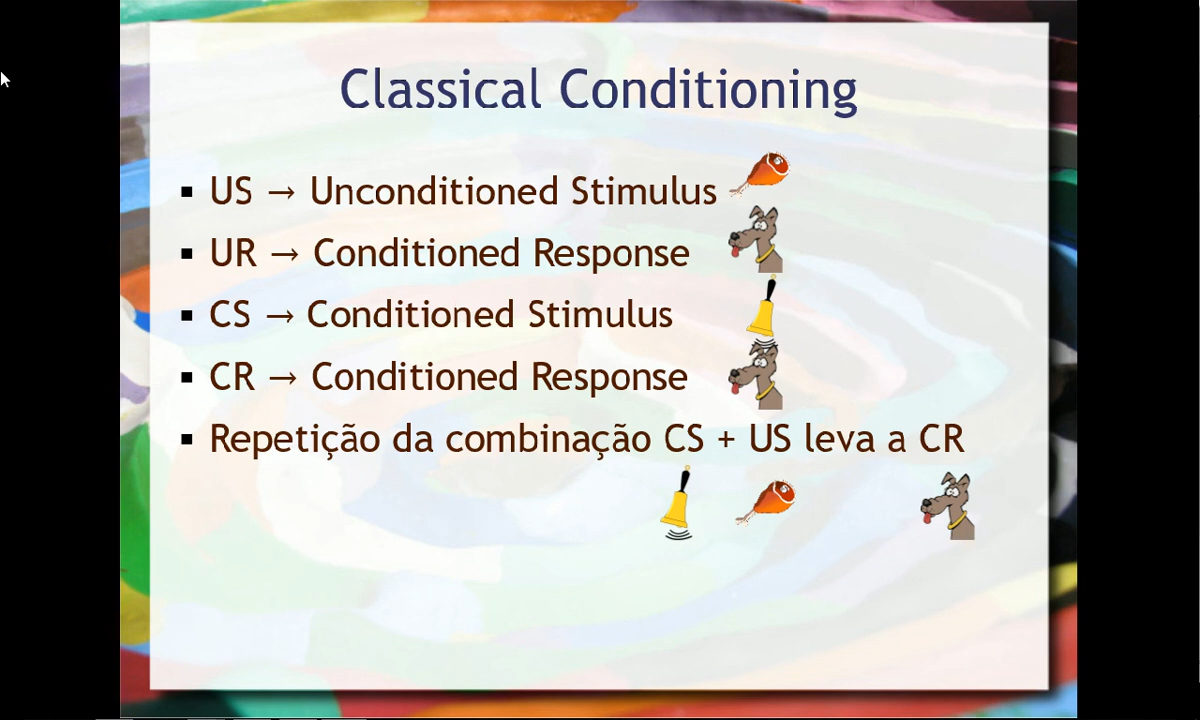 Classical Conditioning
▪ US → Unconditioned Stimulus
▪ UR → Conditioned Response
▪ CS → Conditioned Stimulus
▪ CR → Conditioned Response
▪ Repetição da combinação CS + US leva a CR